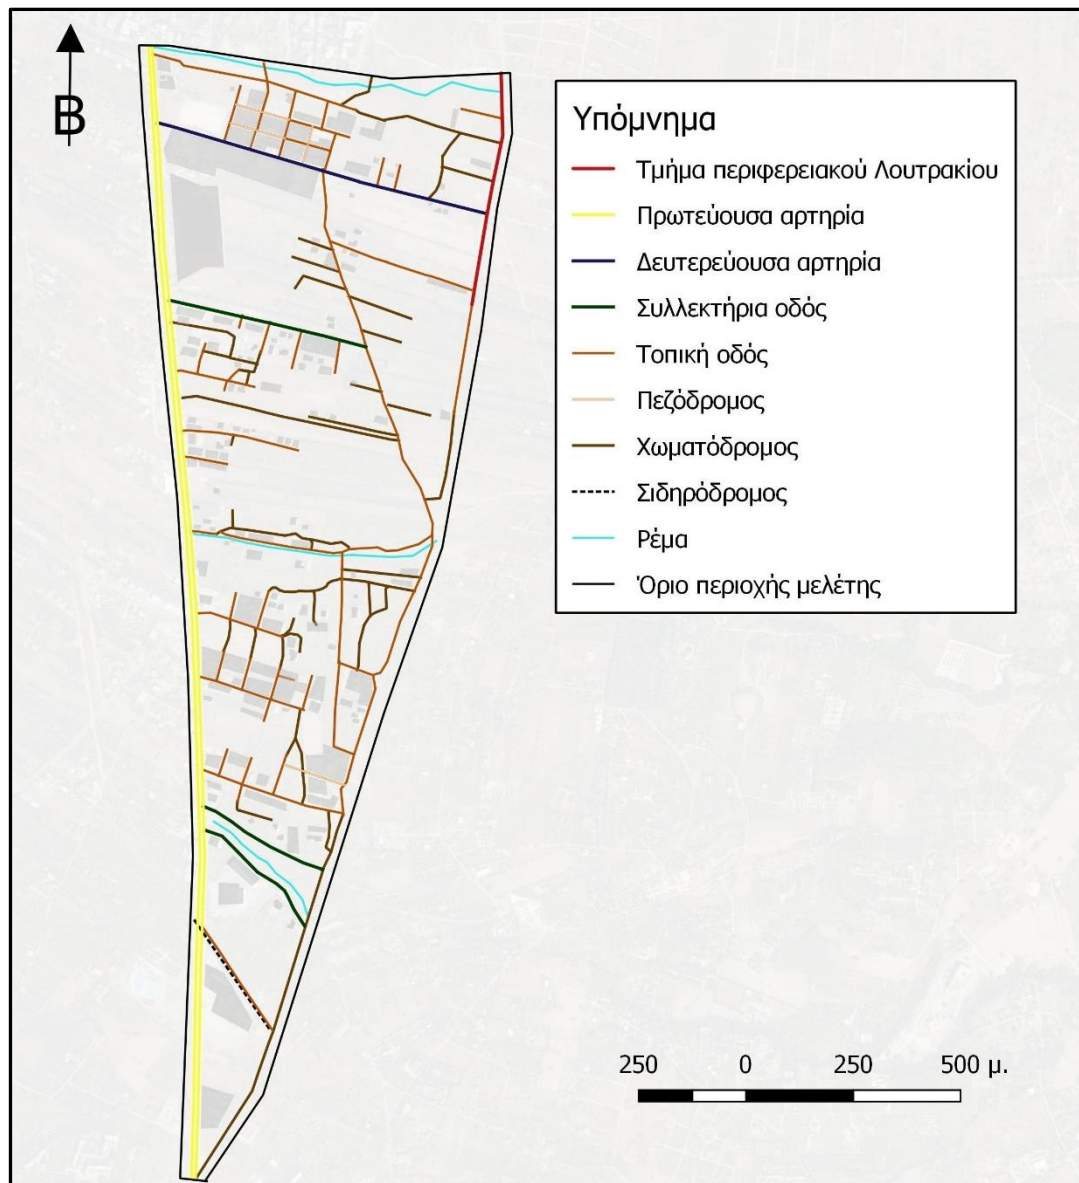 Β
Υπόμνημα
Τμήμα περιφερειακού Λουτρακίου
Πρωτεύουσα αρτηρία
Δευτερεύουσα αρτηρία
Συλλεκτήρια οδός
Τοπική οδός
Πεζόδρομος
Χωματόδρομος
Σιδηρόδρομος
Ρέμα
Όριο περιοχής μελέτης
250 0 250 500 μ.